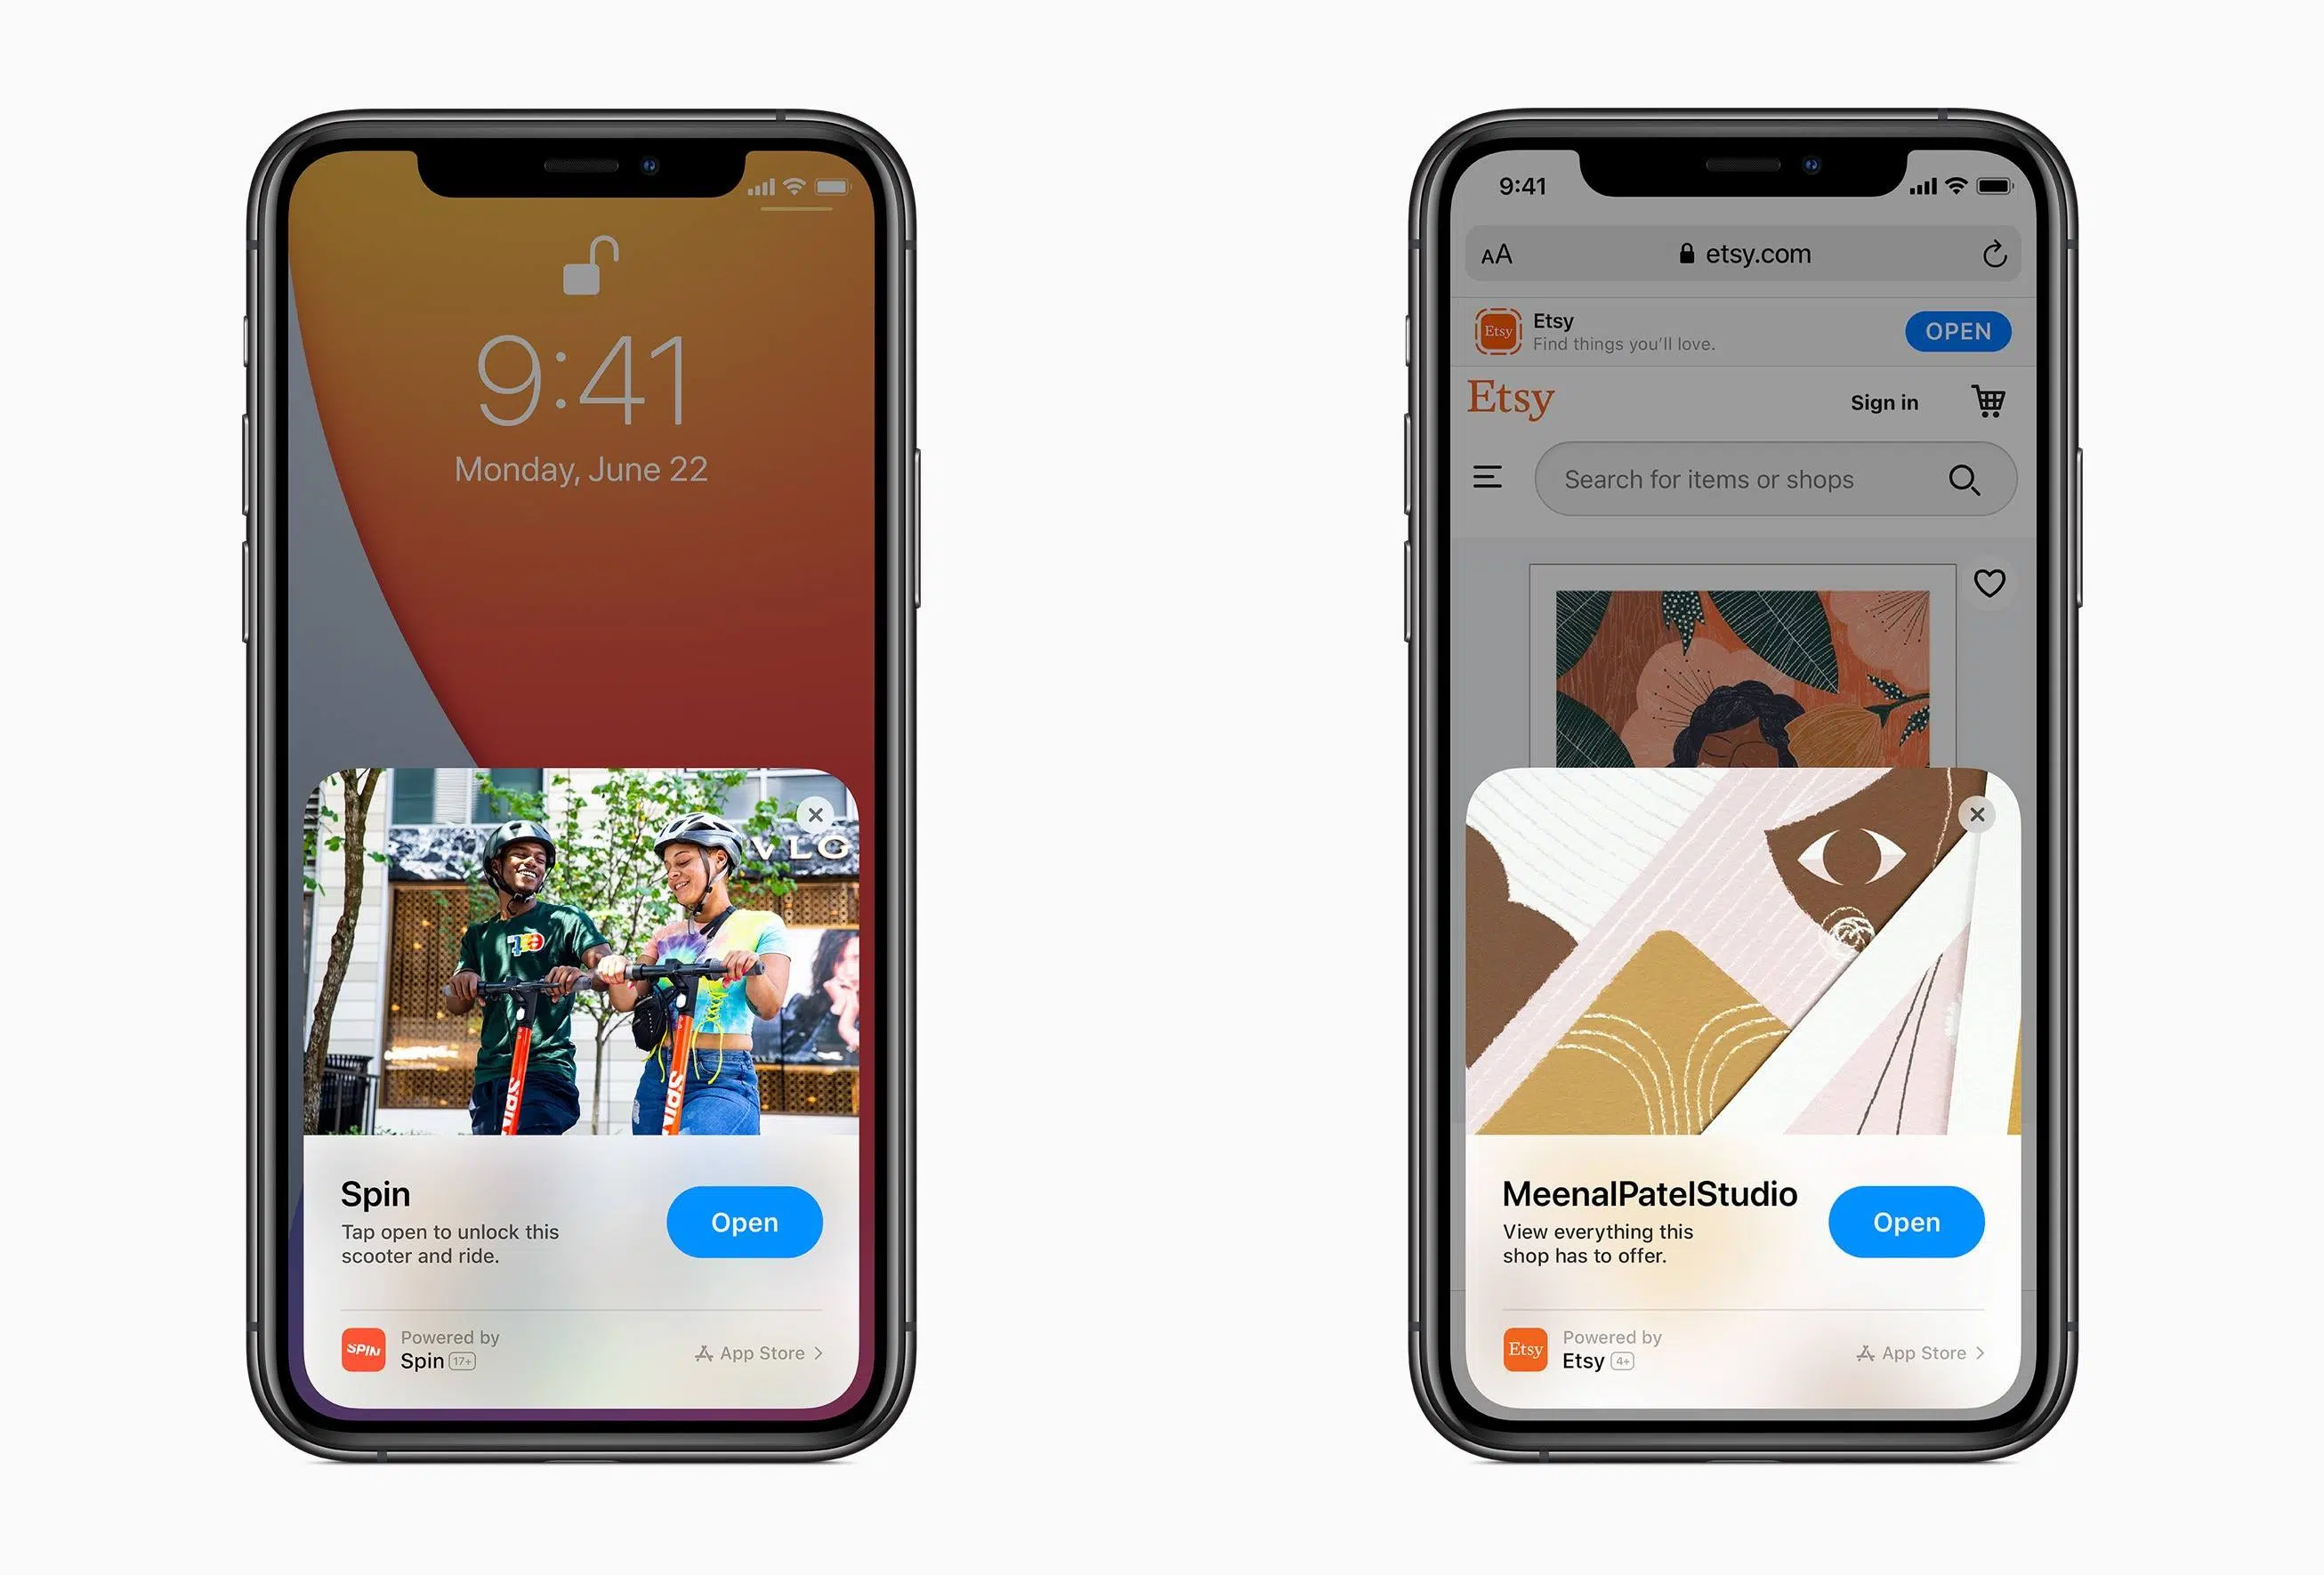 9:41
Monday, June 22
VLG
SPIN
SPIN
Spin
Tap open to unlock this
scooter and ride.
Open
SPIN
Powered by
Spin 17+
App Store
9:41
AA
etsy.com
Etsy
Etsy
Find things you'll love.
OPEN
Etsy
Sign in
Search for items or shops
MeenalPatelStudio
View everything this
shop has to offer.
Open
Etsy
Powered by
Etsy 4+
App Store